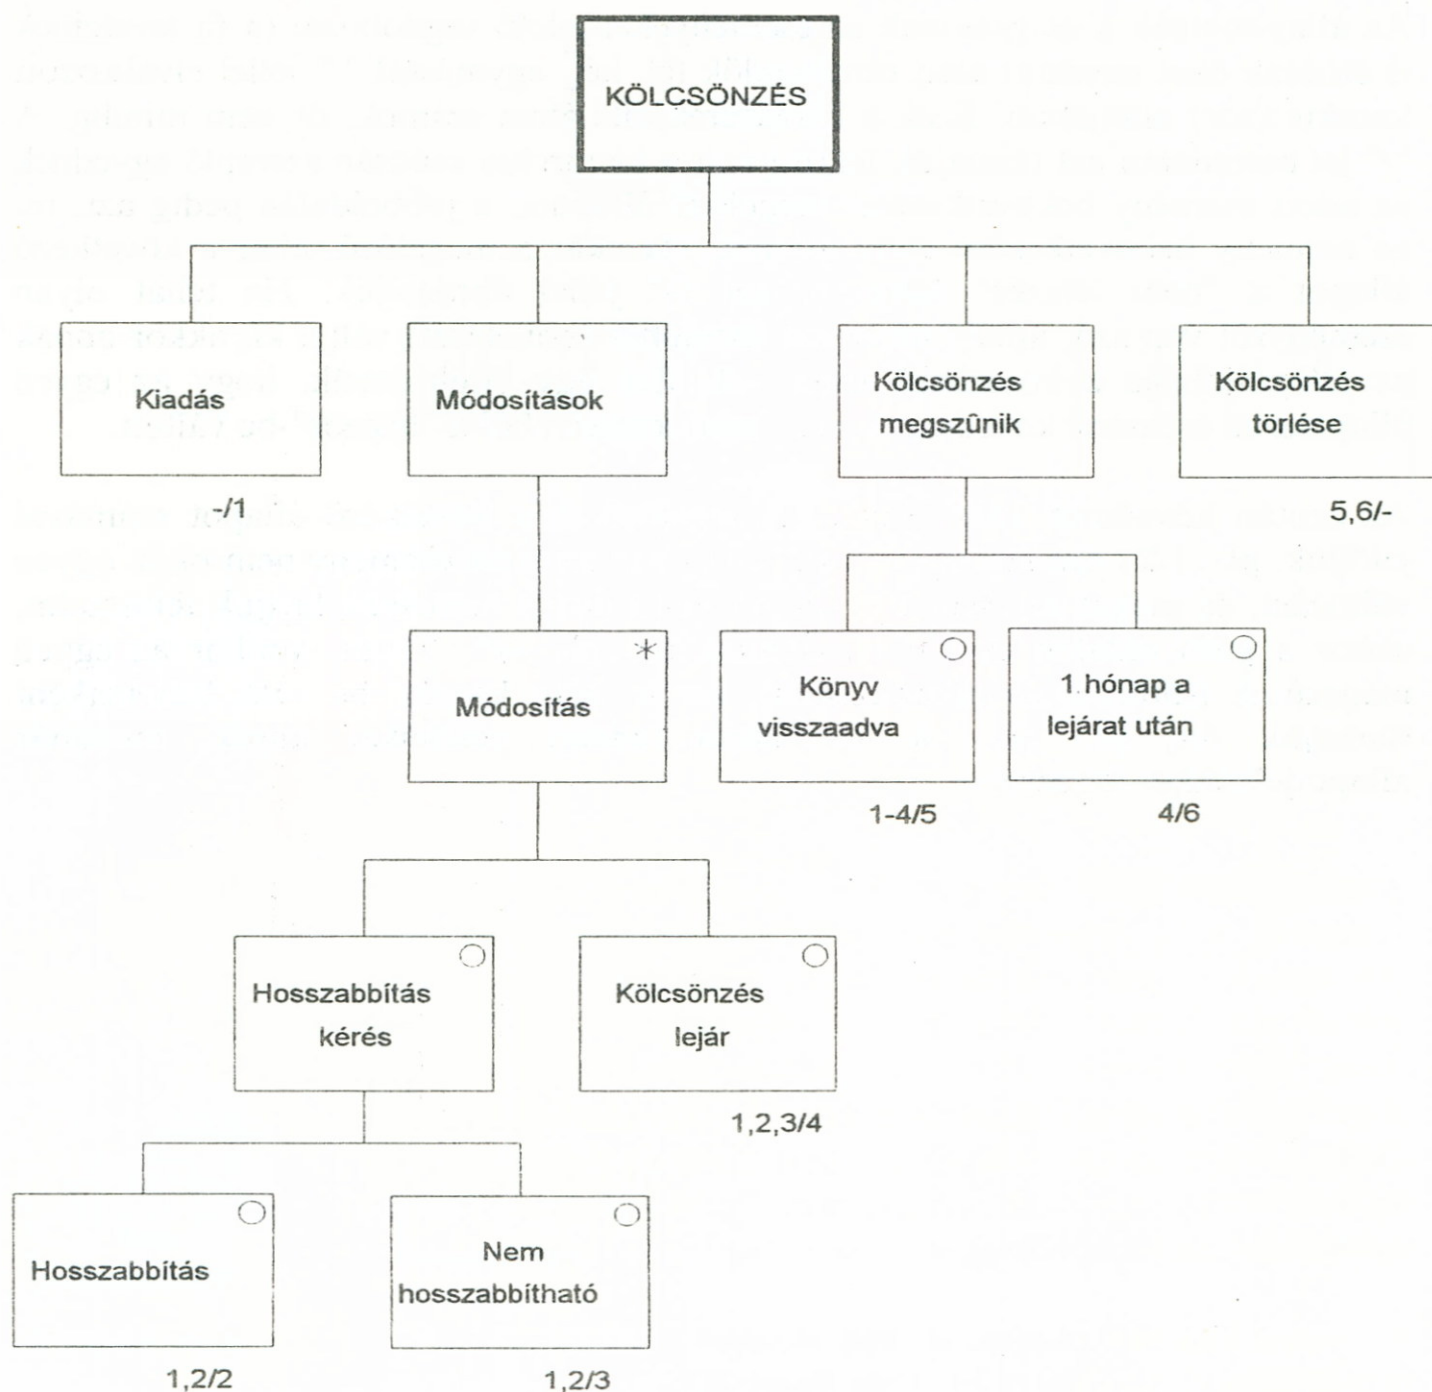 KÖLCSÖNZÉS
Kiadás
-/1
Módosítások
Kölcsönzés
megszûnik
Kölcsönzés
törlése
5,6/-
Módosítás
*
Könyv
visszaadva
1-4/5
1 hónap a
lejárat után
4/6
Hosszabbítás
kérés
Kölcsönzés
lejár
1,2,3/4
Hosszabbítás
1,2/2
Nem
hosszabbítható
1,2/3